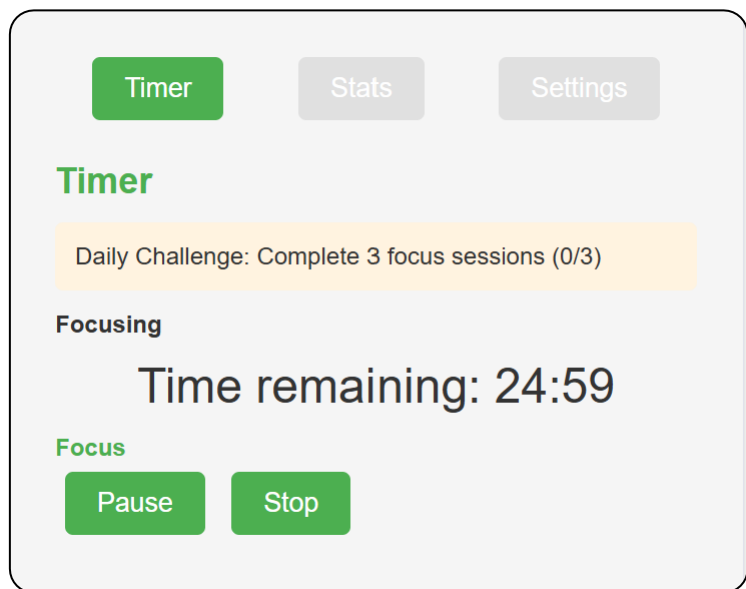 Timer Stats Settings
Timer
Daily Challenge: Complete 3 focus sessions (0/3)
Focusing
Time remaining: 24:59
Focus
Pause Stop